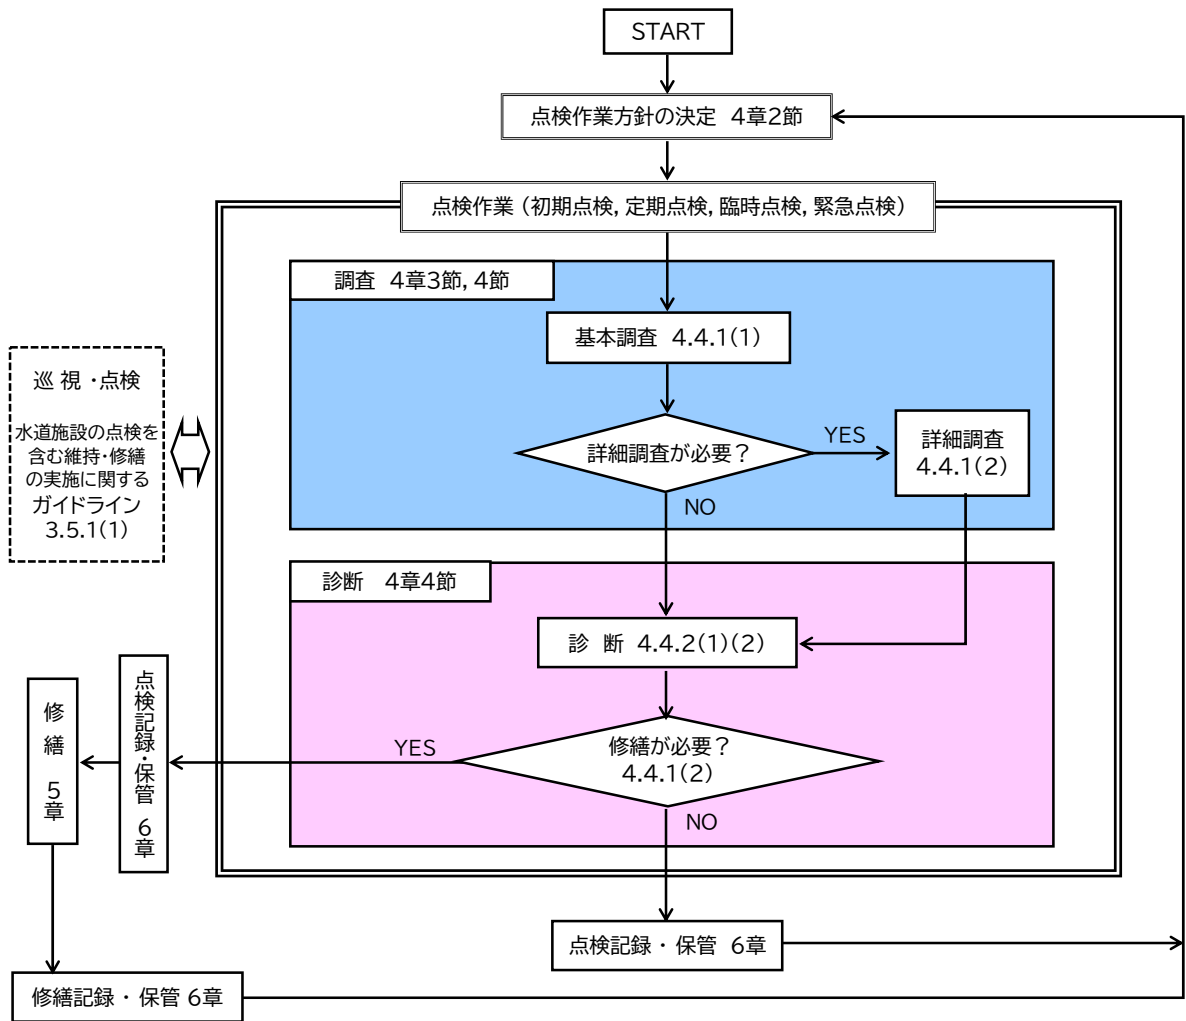 START
点検作業方針の決定 4章2節
点検作業（初期点検, 定期点検, 臨時点検, 緊急点検）
調査 4章3節, 4節
基本調査 4.4.1(1)
詳細調査が必要？
YES
詳細調査
4.4.1(2)
NO
巡 視 ・点検
水道施設の点検を
含む維持・修繕
の実施に関する
ガイドライン
3.5.1(1)
診断　4章4節
診 断 4.4.2(1)(2)
修繕が必要？
4.4.1(2)
YES
NO
点検記録・保管 6章
修 繕 5章
点検記録 ・ 保管 6章
修繕記録 ・ 保管 6章